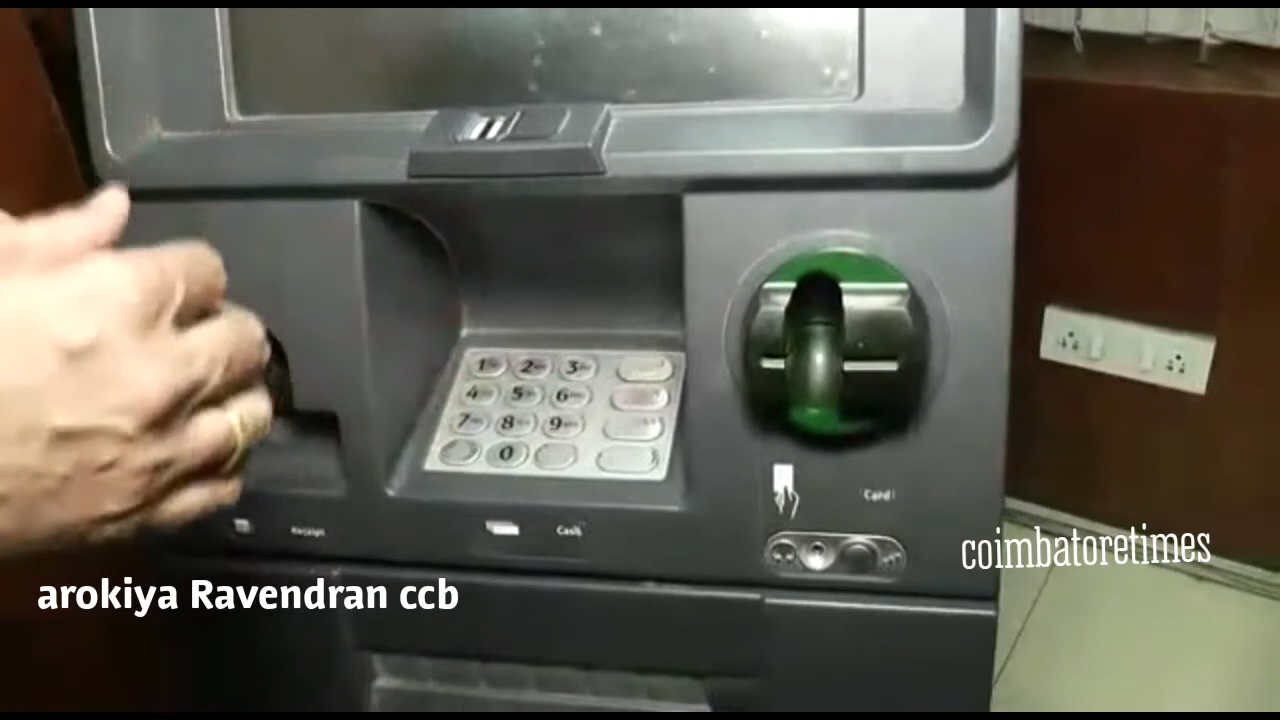 1 2 3
4 5 6
7 8 9
0
Card
Receipt
Cash
coimbatoretimes
arokiya Ravendran ccb